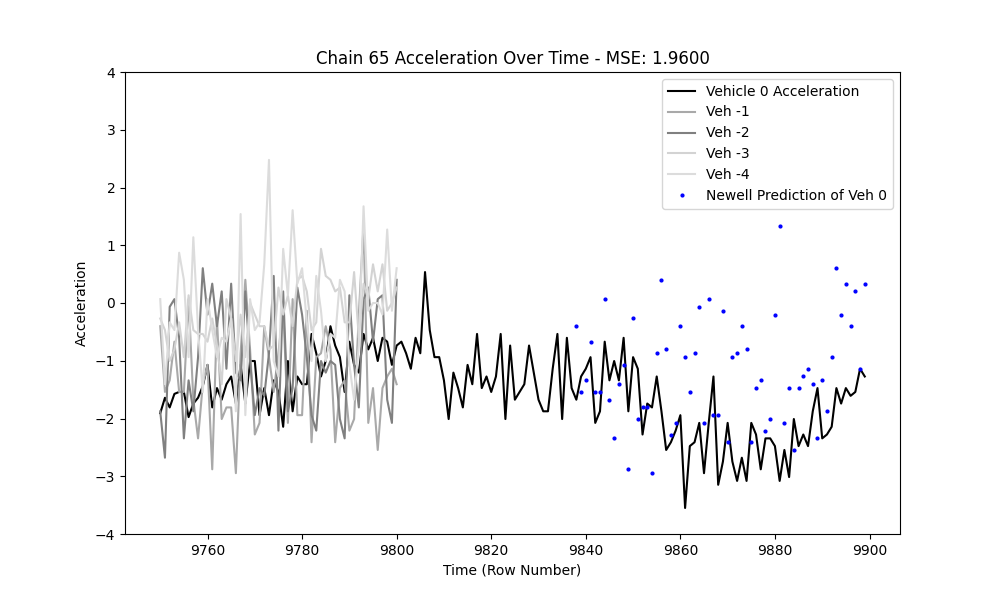 Chain 65 Acceleration Over Time - MSE: 1.9600
Vehicle 0 Acceleration
Veh -1
Veh -2
Veh -3
Veh -4
Newell Prediction of Veh 0
Acceleration
4
3
2
1
0
−1
−2
−3
−4
9760 9780 9800 9820 9840 9860 9880 9900
Time (Row Number)